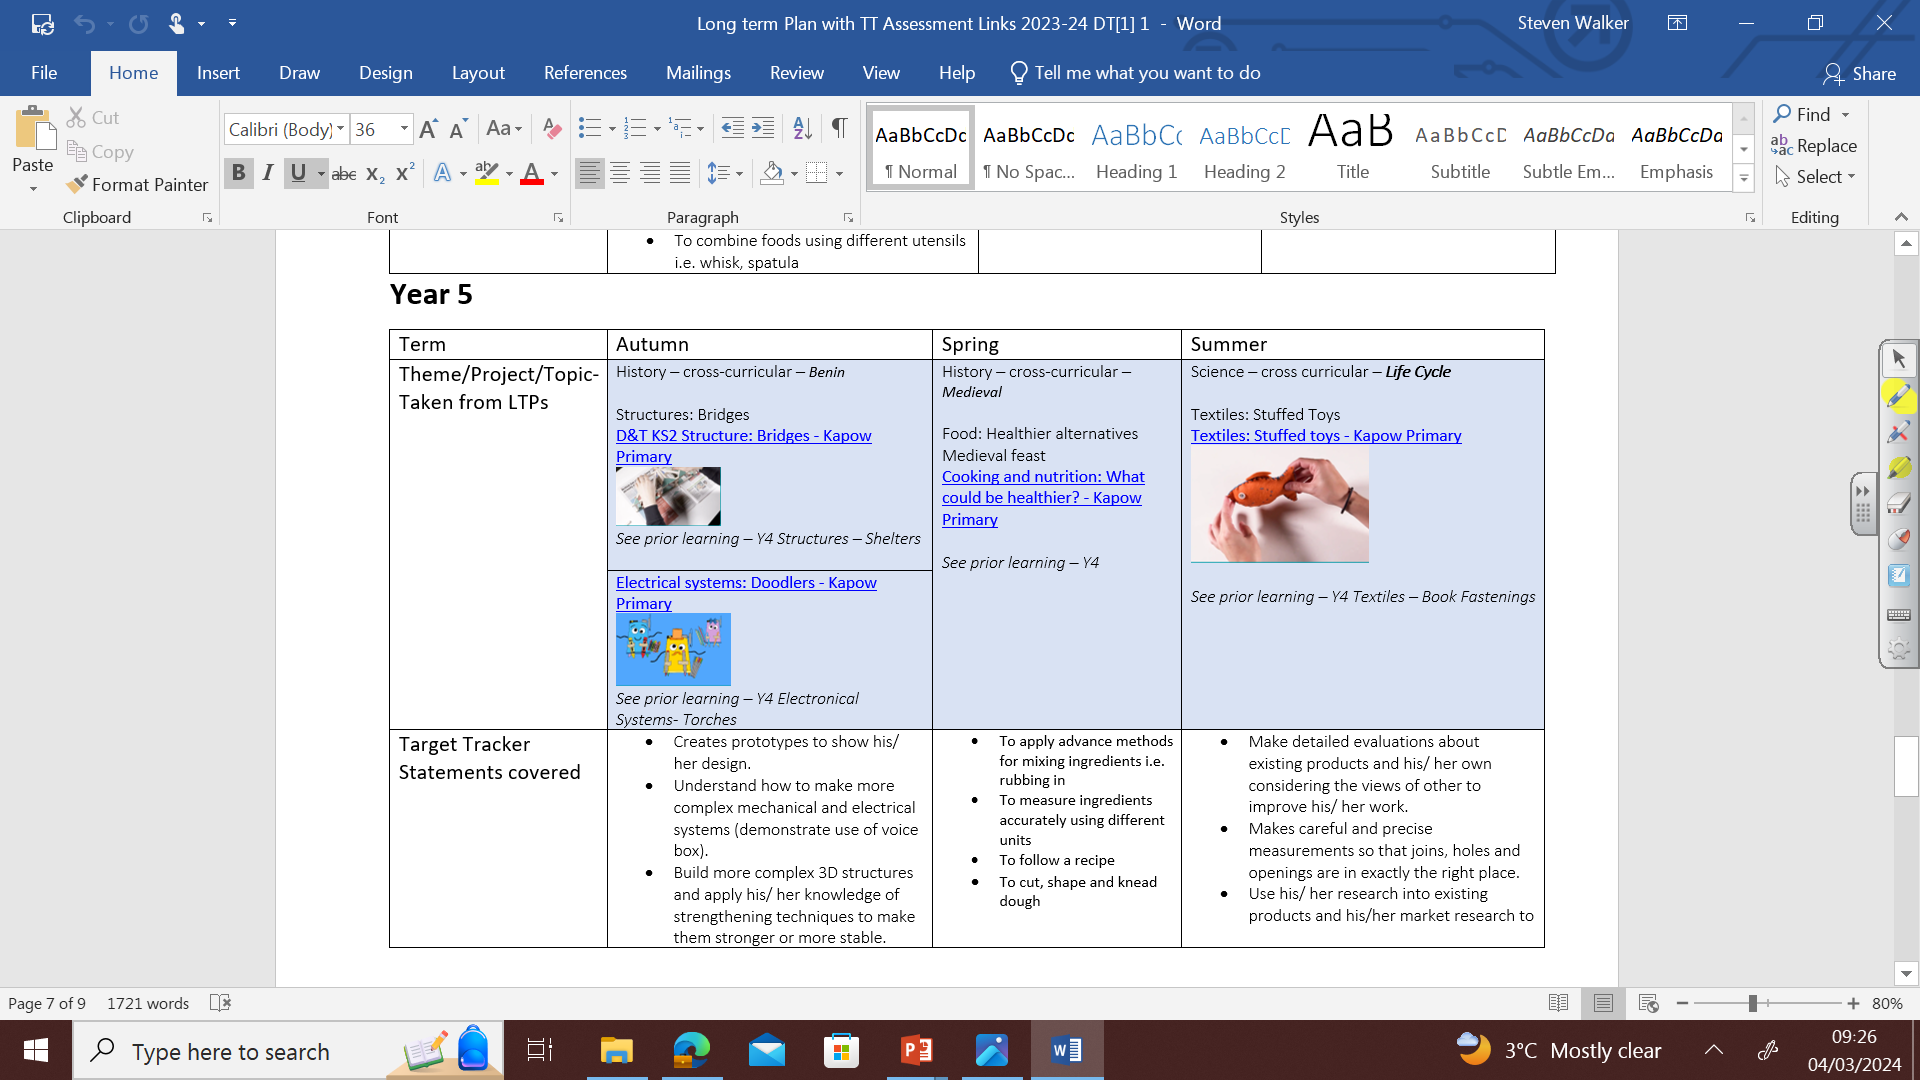 Long term Plan with TT Assessment Links 2023-24 DT[1] 1 - Word
Steven Walker
File
Home
Insert
Draw
Design
Layout
References
Mailings
Review
View
Help
Tell me what you want to do
Share
Paste
Cut
Copy
Format Painter
Clipboard
Calibri (Body)
36
Font
Paragraph
AaBbCcDc
¶ Normal
AaBbCcDc
¶ No Spac...
AaBbCc
Heading 1
AaBbCcD
Heading 2
AaB
Title
AaBbCcD
Subtitle
AaBbCcDd
Subtle Em...
AaBbCcDd
Emphasis
Styles
Find
Replace
Select
Editing
• To combine foods using different utensils
i.e. whisk, spatula
Year 5
Term
Autumn
Spring
Summer
Theme/Project/Topic-
Taken from LTPs
History – cross-curricular – Benin
Structures: Bridges
D&T KS2 Structure: Bridges - Kapow
Primary
See prior learning – Y4 Structures – Shelters
Electrical systems: Doodlers - Kapow
Primary
See prior learning – Y4 Electronical
Systems- Torches
History – cross-curricular –
Medieval
Food: Healthier alternatives
Medieval feast
Cooking and nutrition: What
could be healthier? - Kapow
Primary
See prior learning – Y4
Science – cross curricular – Life Cycle
Textiles: Stuffed Toys
Textiles: Stuffed toys - Kapow Primary
See prior learning – Y4 Textiles – Book Fastenings
Target Tracker
Statements covered
• Creates prototypes to show his/
her design.
• Understand how to make more
complex mechanical and electrical
systems (demonstrate use of voice
box).
• Build more complex 3D structures
and apply his/ her knowledge of
strengthening techniques to make
them stronger or more stable.
• To apply advance methods
for mixing ingredients i.e.
rubbing in
• To measure ingredients
accurately using different
units
• To follow a recipe
• To cut, shape and knead
dough
• Make detailed evaluations about
existing products and his/ her own
considering the views of other to
improve his/ her work.
• Makes careful and precise
measurements so that joins, holes and
openings are in exactly the right place.
• Use his/ her research into existing
products and his/her market research to
Page 7 of 9
1721 words
80%
Type here to search
3°C Mostly clear
09:26
04/03/2024